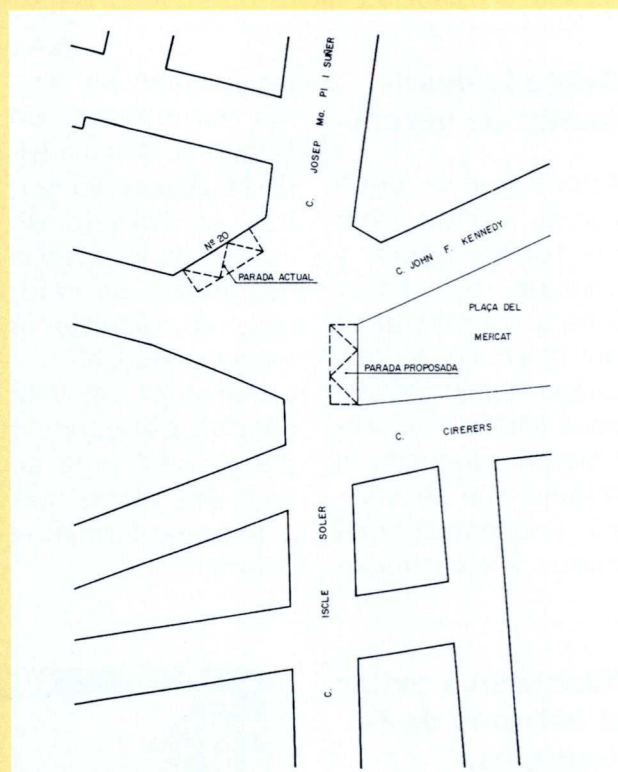 C. JOSEP Ma. PI I SUÑER
C. JOHN F. KENNEDY
Nº 20
PARADA ACTUAL
PLAÇA DEL
MERCAT
PARADA PROPOSADA
C. CIRERERS
C. ISCLE SOLER